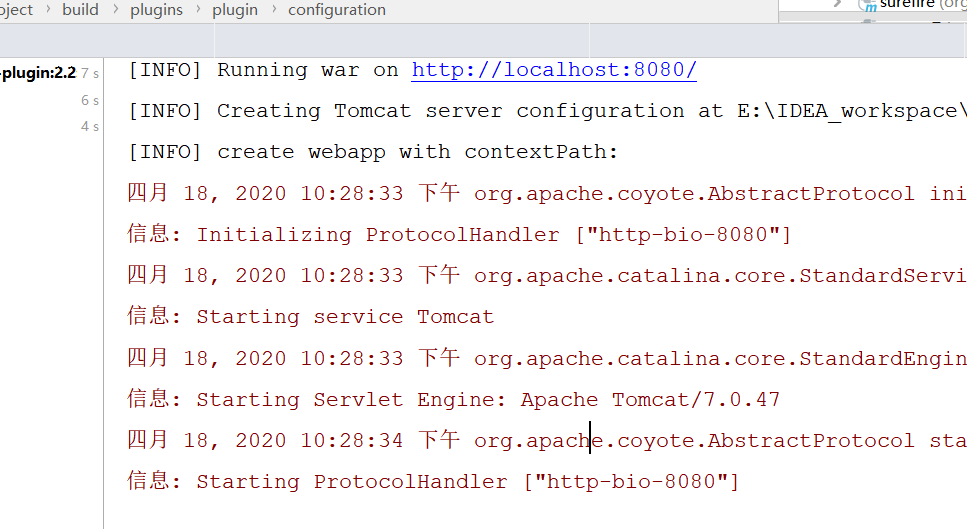 oject > build > plugins > plugin > configuration
surefire (org
-plugin:2.2 7 s
6 s
4 s
[INFO] Running war on http://localhost:8080/
[INFO] Creating Tomcat server configuration at E:\IDEA_workspace\
[INFO] create webapp with contextPath:
四月 18, 2020 10:28:33 下午 org.apache.coyote.AbstractProtocol ini
信息: Initializing ProtocolHandler ["http-bio-8080"]
四月 18, 2020 10:28:33 下午 org.apache.catalina.core.StandardServi
信息: Starting service Tomcat
四月 18, 2020 10:28:33 下午 org.apache.catalina.core.StandardEngin
信息: Starting Servlet Engine: Apache Tomcat/7.0.47
四月 18, 2020 10:28:34 下午 org.apache.coyote.AbstractProtocol sta
信息: Starting ProtocolHandler ["http-bio-8080"]